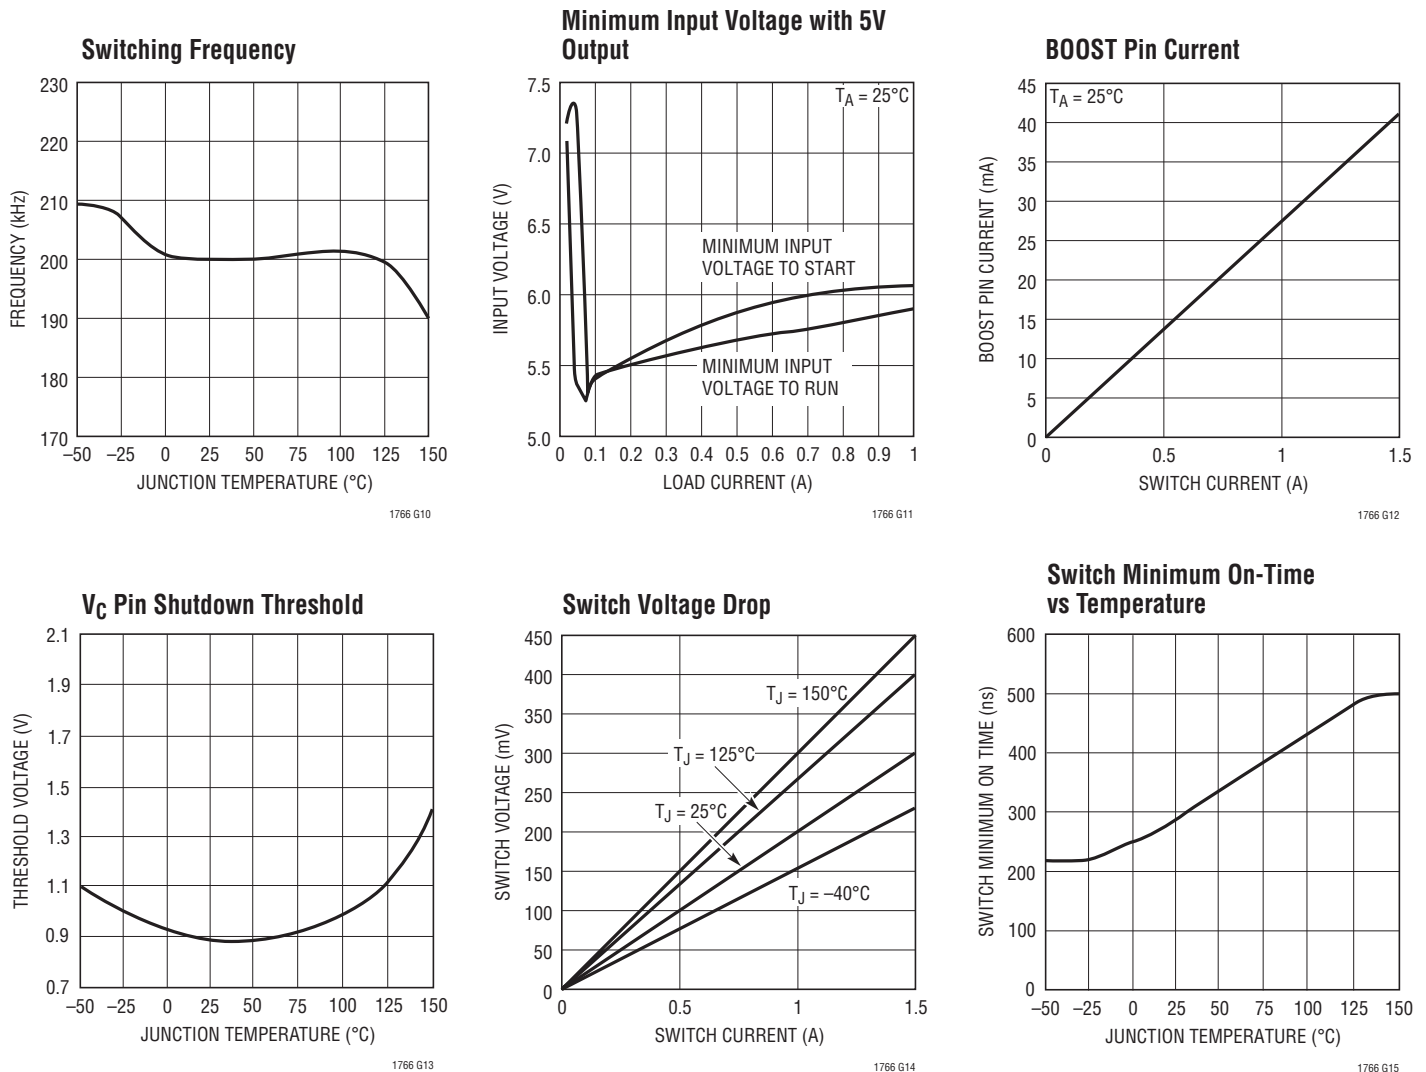 Switching Frequency
230
220
210
200
190
180
170
FREQUENCY (kHz)
–50 –25 0 25 50 75 100 125 150
JUNCTION TEMPERATURE (°C)
1766 G10
Minimum Input Voltage with 5V
Output
7.5
7.0
6.5
6.0
5.5
5.0
INPUT VOLTAGE (V)
TA = 25°C
MINIMUM INPUT
VOLTAGE TO START
MINIMUM INPUT
VOLTAGE TO RUN
0 0.1 0.2 0.3 0.4 0.5 0.6 0.7 0.8 0.9 1
LOAD CURRENT (A)
1766 G11
BOOST Pin Current
45
40
35
30
25
20
15
10
5
0
BOOST PIN CURRENT (mA)
TA = 25°C
0 0.5 1 1.5
SWITCH CURRENT (A)
1766 G12
VC Pin Shutdown Threshold
2.1
1.9
1.7
1.5
1.3
1.1
0.9
0.7
THRESHOLD VOLTAGE (V)
–50 –25 0 25 50 75 100 125 150
JUNCTION TEMPERATURE (°C)
1766 G13
Switch Voltage Drop
450
400
350
300
250
200
150
100
50
0
SWITCH VOLTAGE (mV)
TJ = 150°C
TJ = 125°C
TJ = 25°C
TJ = –40°C
0 0.5 1 1.5
SWITCH CURRENT (A)
1766 G14
Switch Minimum On-Time
vs Temperature
600
500
400
300
200
100
0
SWITCH MINIMUM ON TIME (ns)
–50 –25 0 25 50 75 100 125 150
JUNCTION TEMPERATURE (°C)
1766 G15